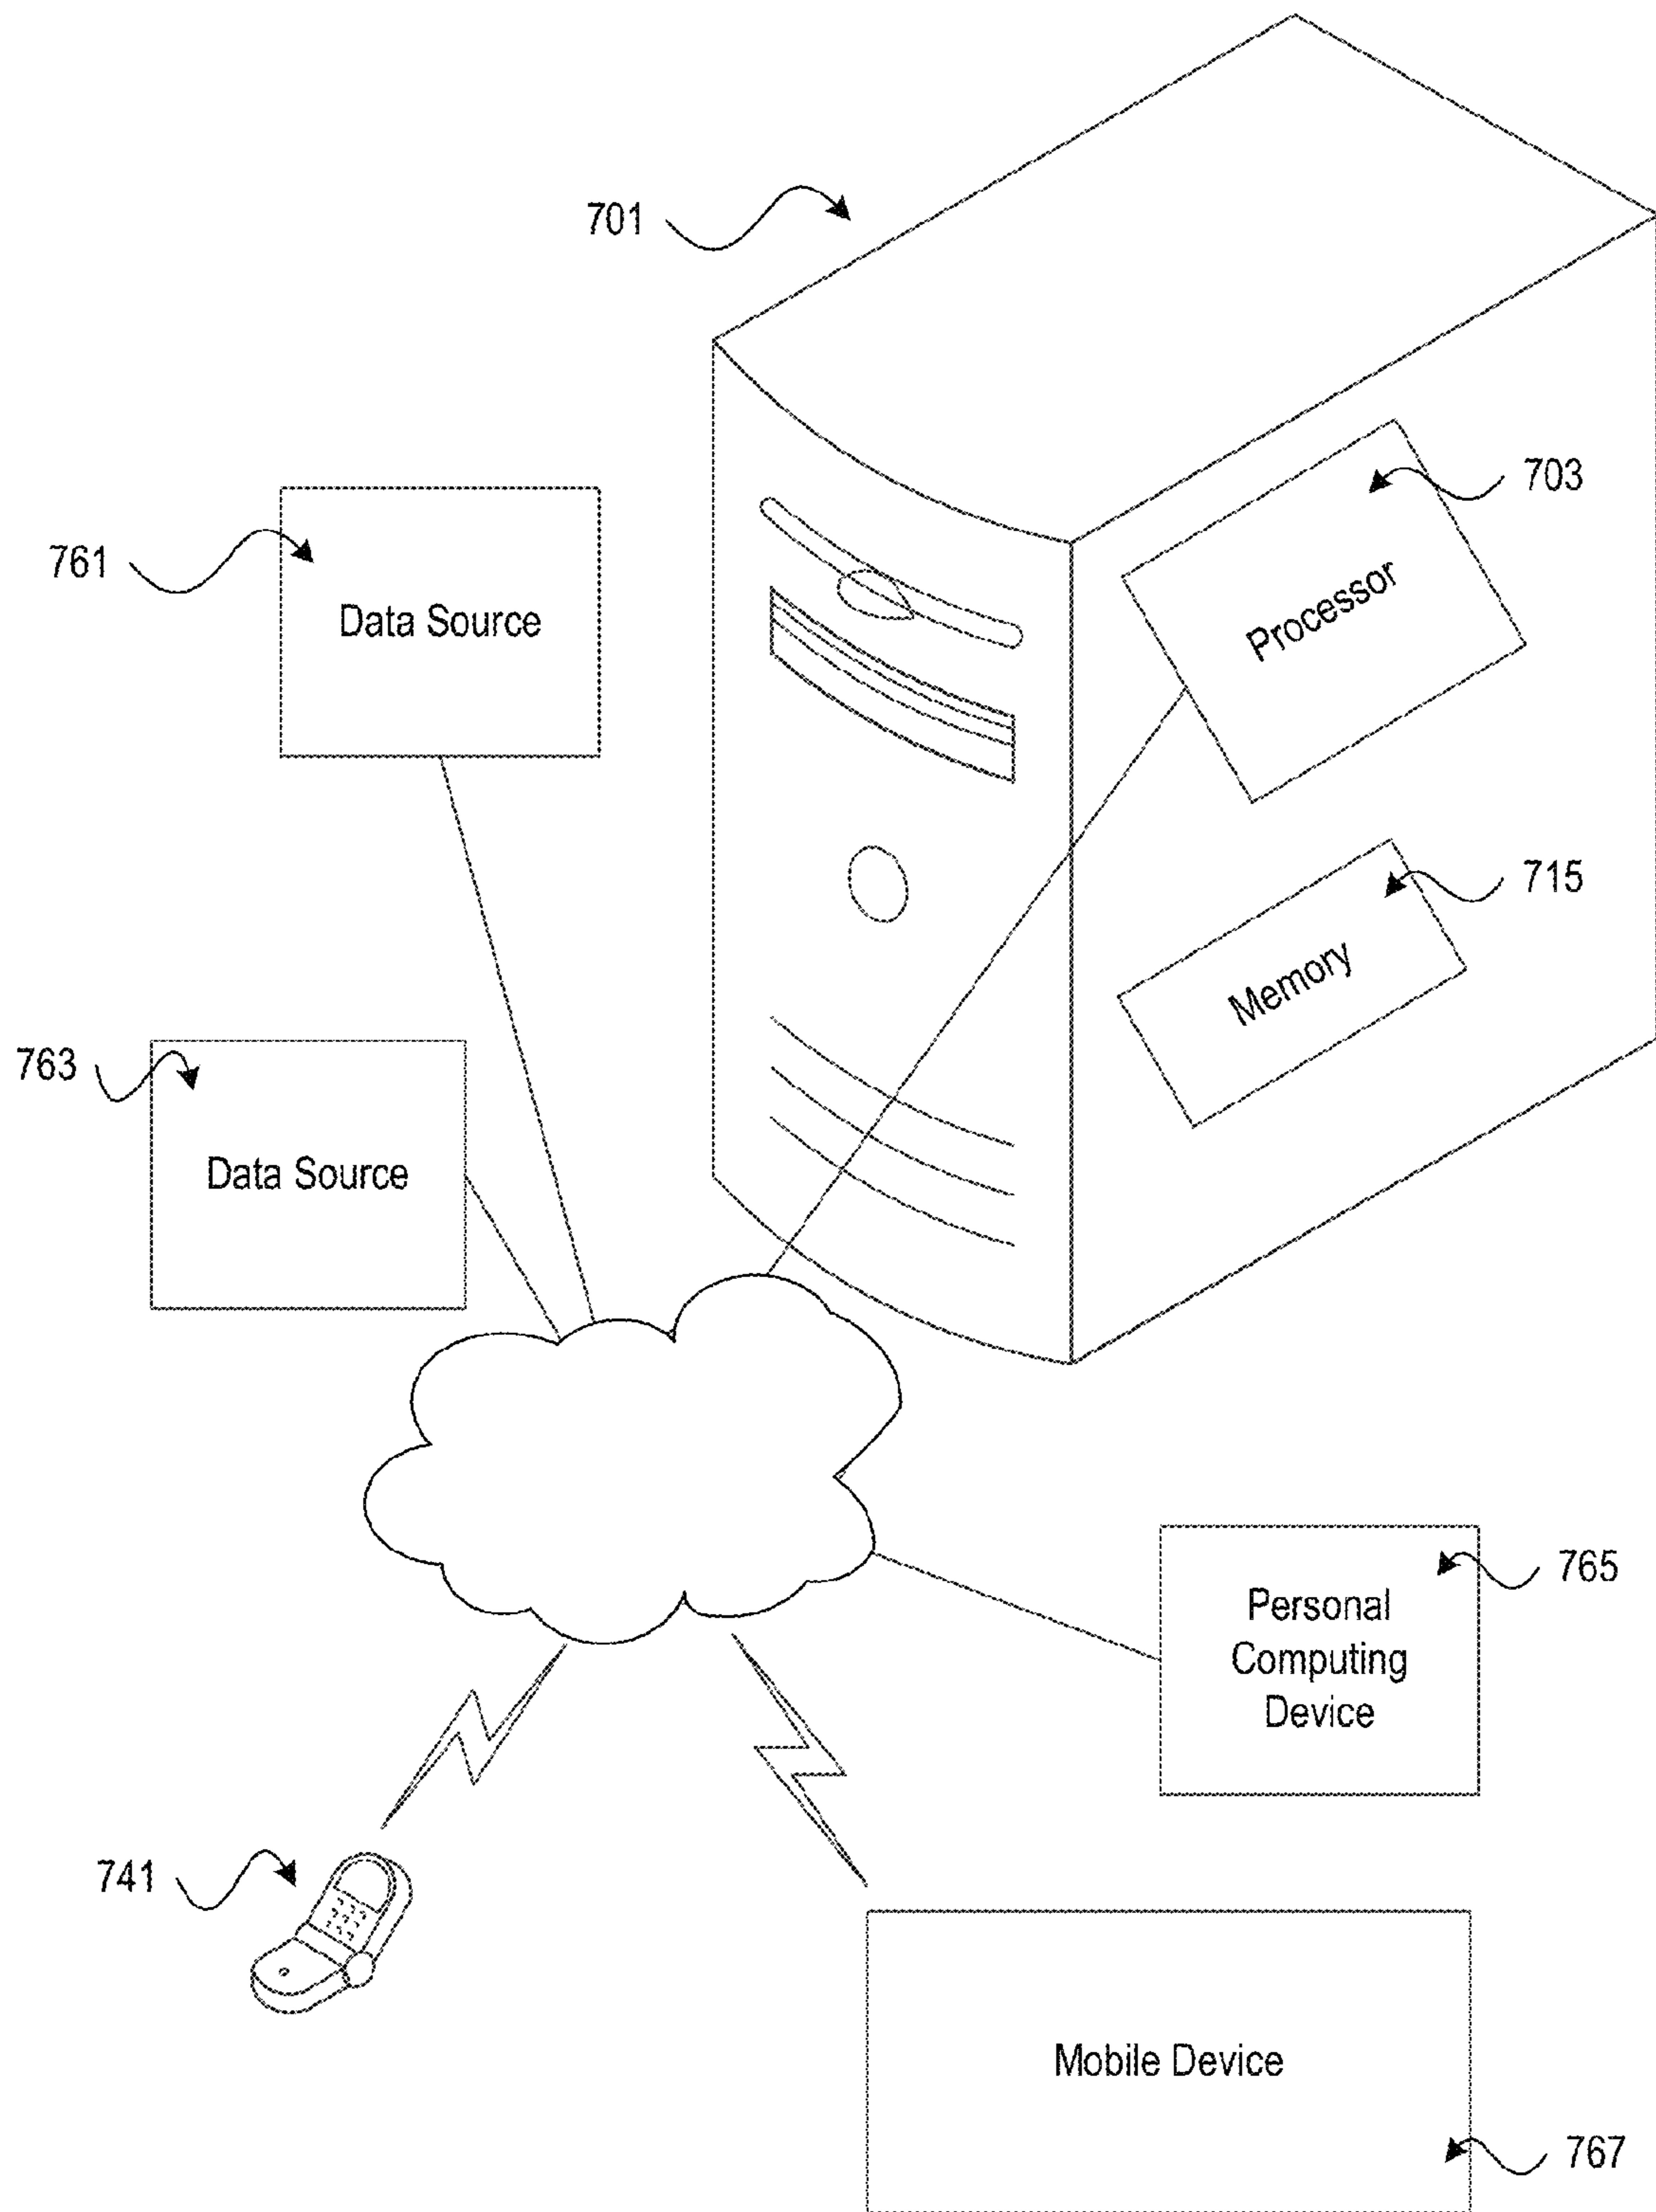 701
703
Processor
761
Data Source
715
Memory
763
Data Source
765
Personal
Computing
Device
741
Mobile Device
767